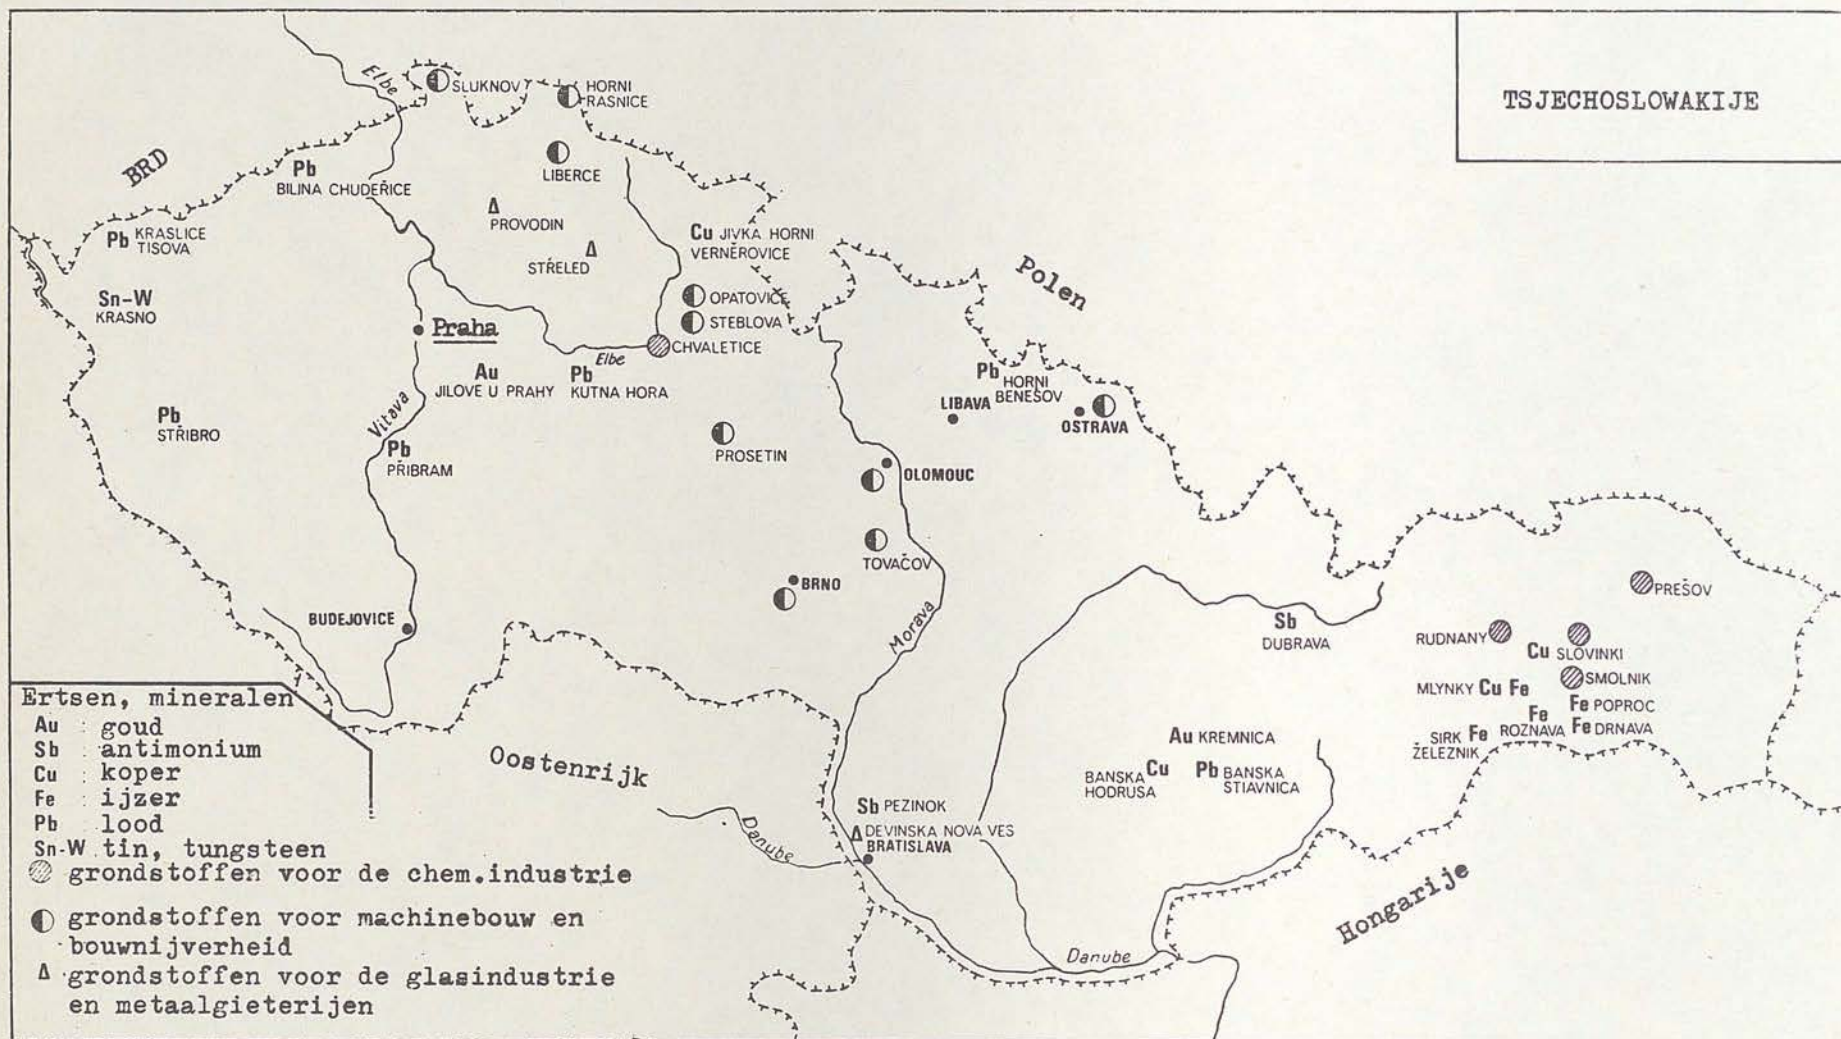 TSJECHOSLOWAKIJE
Elbe
SLUKNOV
HORNI
RASNICE
BRD
Pb
BILINA CHUDEŘICE
LIBERCE
PROVODIN
STŘELED
Pb KRASLICE
TISOVA
Cu JIVKA HORNI
VERNĚROVICE
Polen
Sn-W
KRASNO
OPATOVICE
STEBLOVA
CHVALETICE
Praha
Elbe
Au
JILOVE U PRAHY
Pb
KUTNA HORA
Pb HORNI
BENEŠOV
LIBAVA
OSTRAVA
Pb
STŘIBRO
Vltava
Pb
PŘIBRAM
PROSETIN
OLOMOUC
TOVAČOV
BRNO
Morava
BUDEJOVICE
Sb
DUBRAVA
PREŠOV
RUDNANY
Cu SLOVINKI
SMOLNIK
MLYNKY Cu Fe
Fe POPROC
Fe
ROZNAVA
Fe DRNAVA
SIRK Fe
ŽELEZNIK
Au KREMNICA
BANSKA Cu
HODRUSA
Pb BANSKA
STIAVNICA
Oostenrijk
Danube
Sb PEZINOK
DEVINSKA NOVA VES
BRATISLAVA
Hongarije
Danube
Ertsen, mineralen
Au : goud
Sb : antimonium
Cu : koper
Fe : ijzer
Pb : lood
Sn-W : tin, tungsteen
grondstoffen voor de chem.industrie
grondstoffen voor machinebouw en
bouwnijverheid
grondstoffen voor de glasindustrie
en metaalgieterijen